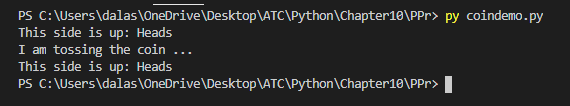 PS C:\Users\dalas\OneDrive\Desktop\ATC\Python\Chapter10\PPr> py coindemo.py
This side is up: Heads
I am tossing the coin ...
This side is up: Heads
PS C:\Users\dalas\OneDrive\Desktop\ATC\Python\Chapter10\PPr>